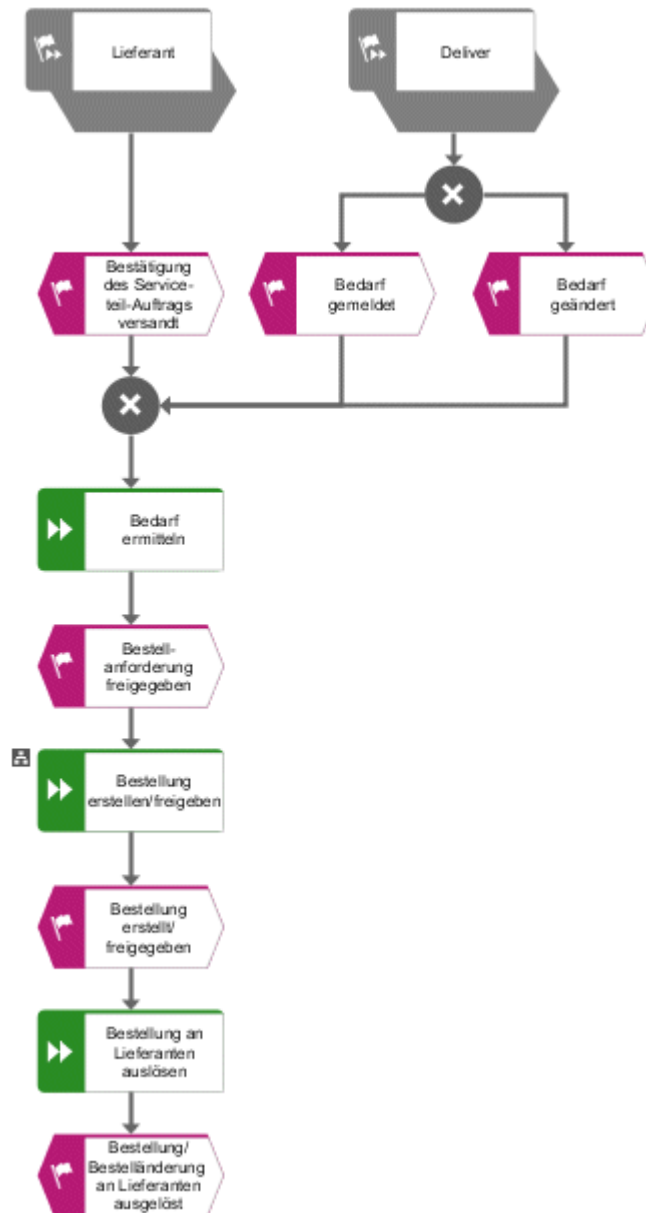 Lieferant
Deliver
Bestätigung
des Service-
teil-Auftrags
versandt
Bedarf
gemeldet
Bedarf
geändert
Bedarf
ermitteln
Bestell-
anforderung
freigegeben
Bestellung
erstellen/freigeben
Bestellung
erstellt/
freigegeben
Bestellung an
Lieferanten
auslösen
Bestellung/
Bestelländerung
an Lieferanten
ausgelöst